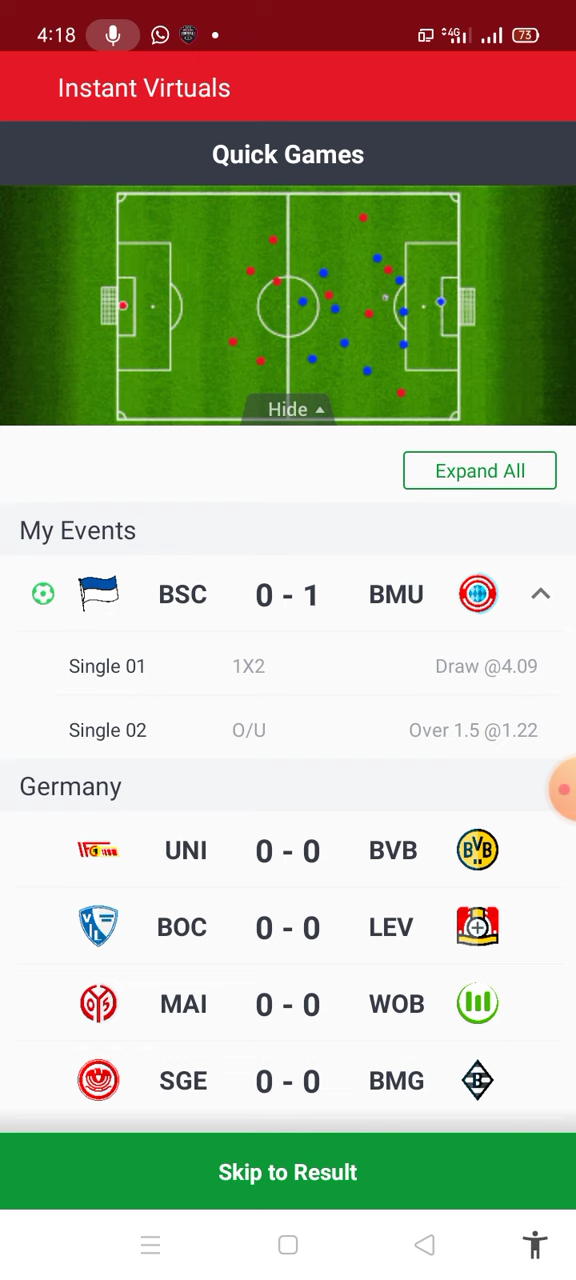 4:18 4G 73
Instant Virtuals
Quick Games
Hide
Expand All
My Events
BSC 0 - 1 BMU
Single 01 1X2 Draw @4.09
Single 02 O/U Over 1.5 @1.22
Germany
UNI 0 - 0 BVB
BOC 0 - 0 LEV
MAI 0 - 0 WOB
SGE 0 - 0 BMG
Skip to Result